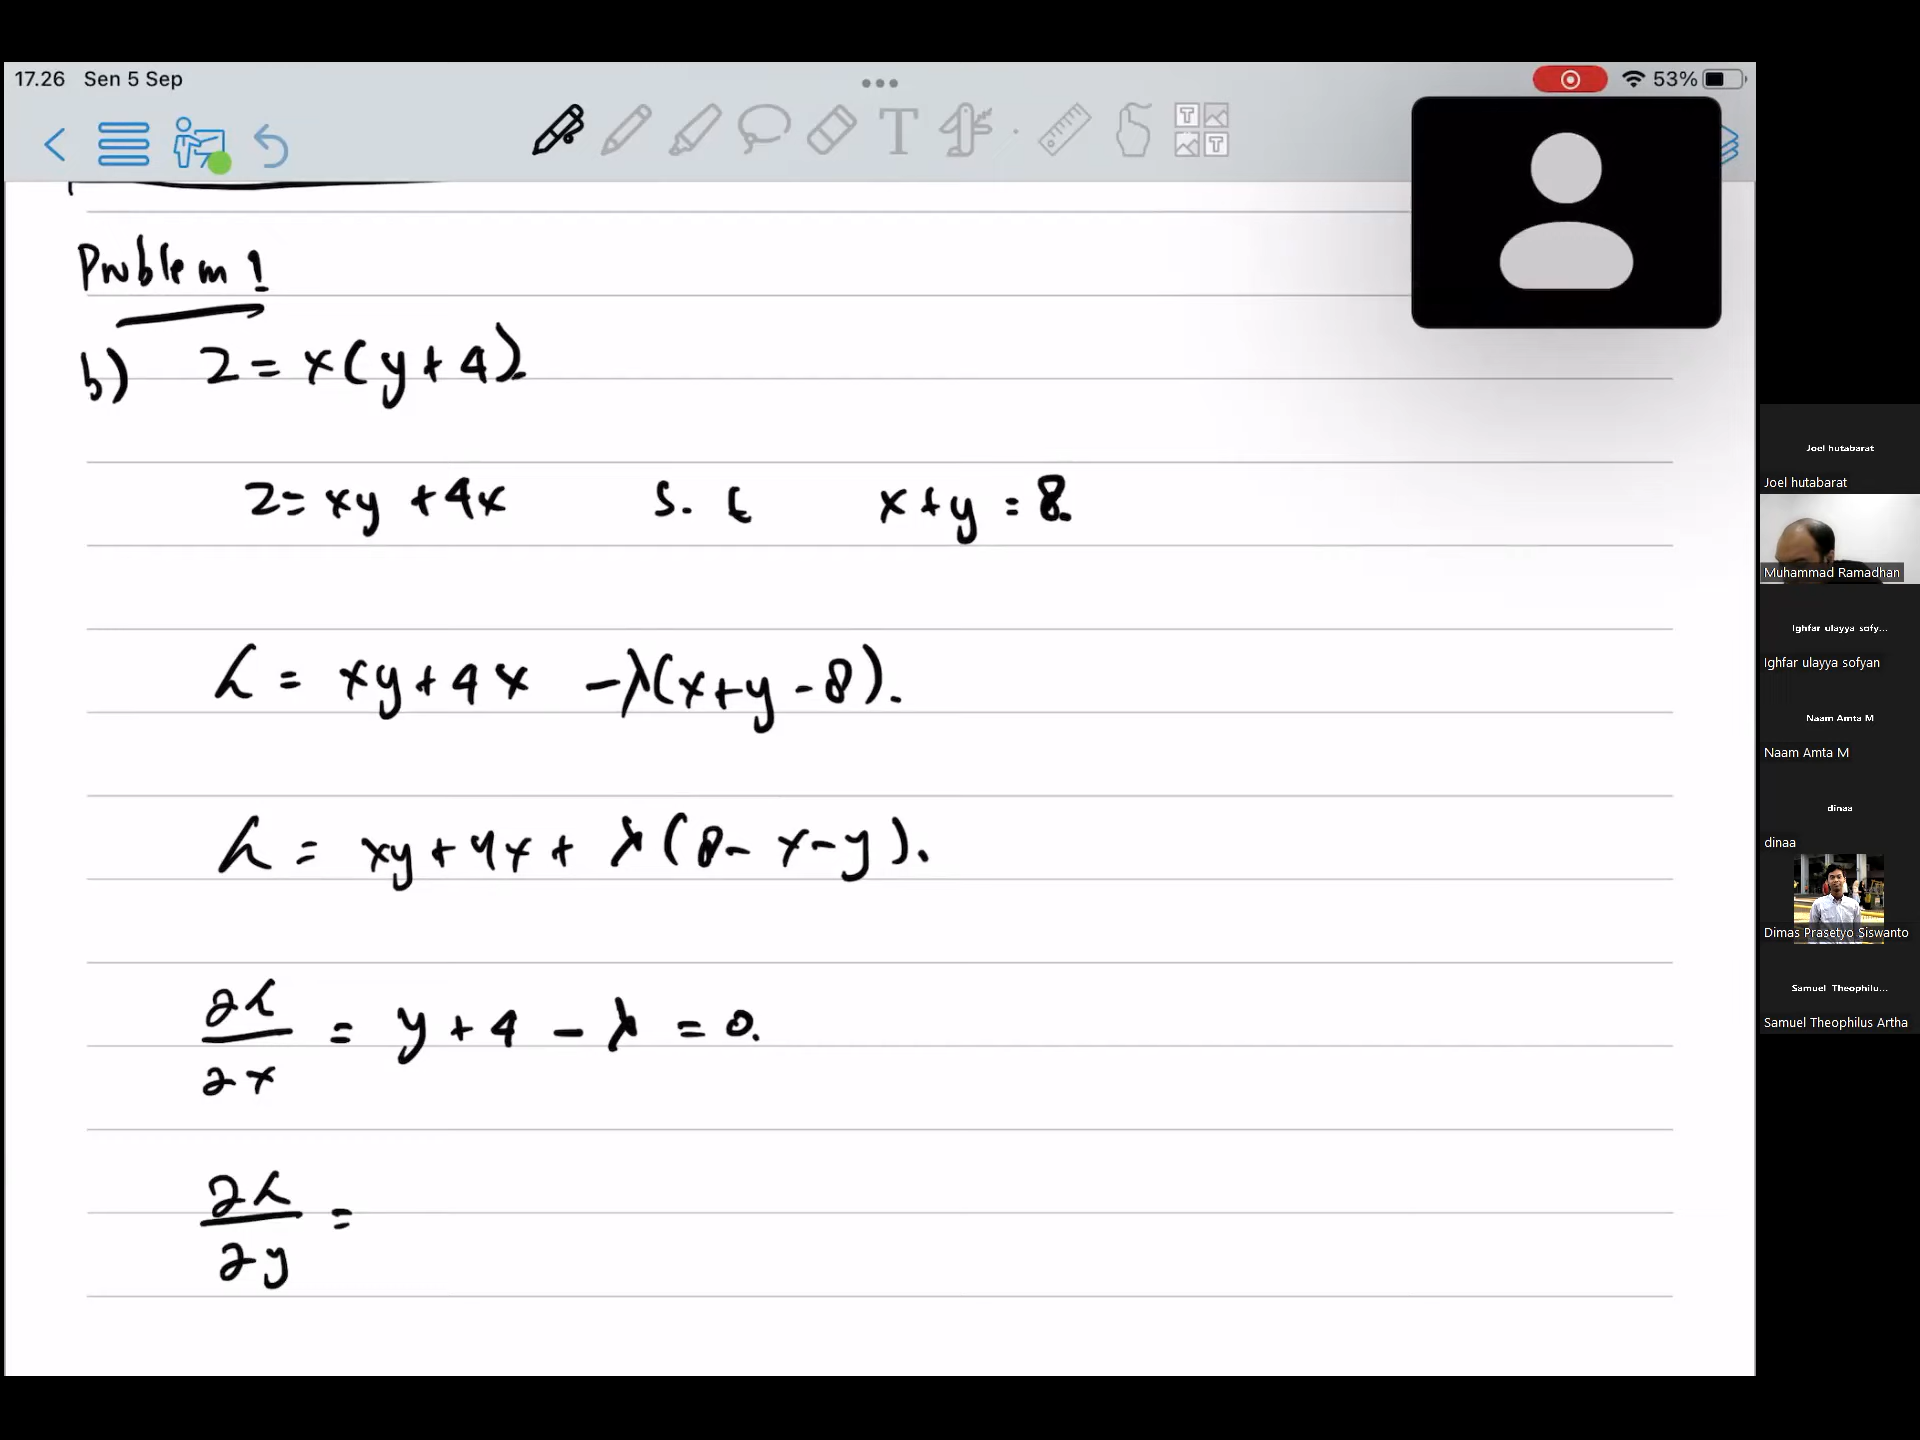 17.26 Sen 5 Sep
53%
T
T
T
Problem 1
b) Z = x(y+4)
Z = xy + 4x s.t x+y = 8.
L = xy + 4x - λ(x+y-8).
L = xy + 4x + λ(8-x-y).
∂L/∂x = y + 4 - λ = 0.
∂L/∂y =
Joel hutabarat
Joel hutabarat
Muhammad Ramadhan
Ighfar ulayya sofy...
Ighfar ulayya sofyan
Naam Amta M
Naam Amta M
dinaa
dinaa
Dimas Prasetyo Siswanto
Samuel Theophilu...
Samuel Theophilus Artha